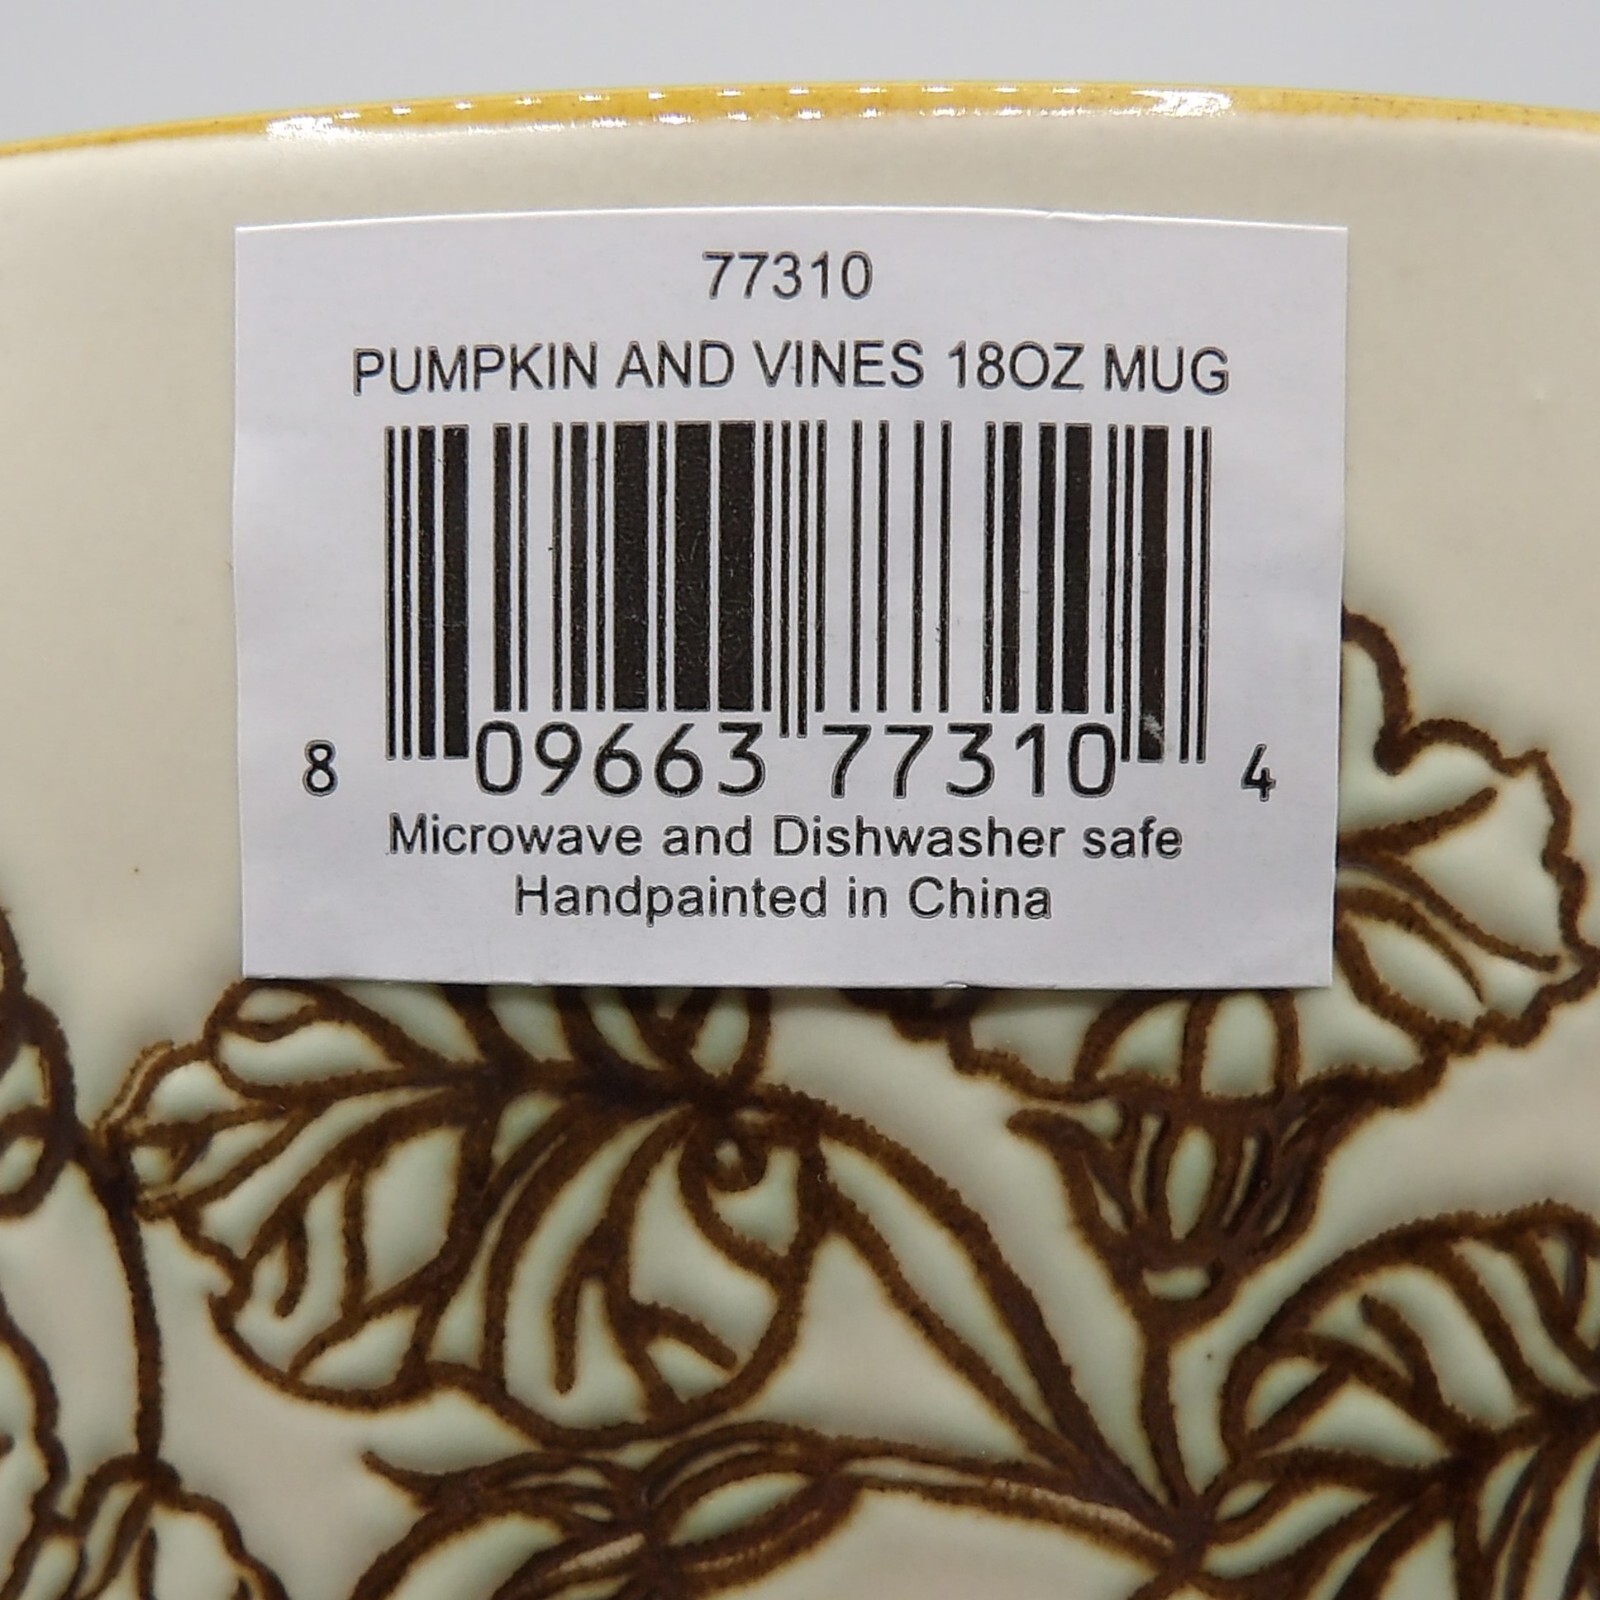 77310
PUMPKIN AND VINES 18OZ MUG
8 09663 77310 4
Microwave and Dishwasher safe
Handpainted in China